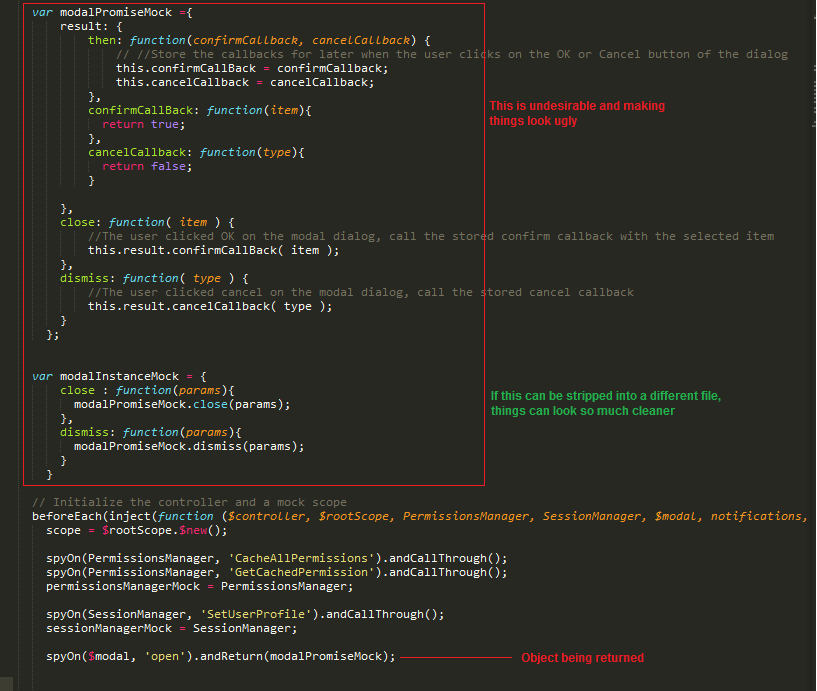 var modalPromiseMock ={
result: {
then: function(confirmCallback, cancelCallback) {
// //Store the callbacks for later when the user clicks on the OK or Cancel button of the dialog
this.confirmCallBack = confirmCallback;
this.cancelCallback = cancelCallback;
},
confirmCallBack: function(item){
This is undesirable and making
things look ugly
return true;
},
cancelCallback: function(type){
return false;
}
},
close: function( item ) {
//The user clicked OK on the modal dialog, call the stored confirm callback with the selected item
this.result.confirmCallBack( item );
},
dismiss: function( type ) {
//The user clicked cancel on the modal dialog, call the stored cancel callback
this.result.cancelCallback( type );
}
};
var modalInstanceMock = {
close : function(params){
modalPromiseMock.close(params);
If this can be stripped into a different file,
things can look so much cleaner
},
dismiss: function(params){
modalPromiseMock.dismiss(params);
}
}
// Initialize the controller and a mock scope
beforeEach(inject(function ($controller, $rootScope, PermissionsManager, SessionManager, $modal, notifications,
scope = $rootScope.$new();
spyOn(PermissionsManager, 'CacheAllPermissions').andCallThrough();
spyOn(PermissionsManager, 'GetCachedPermission').andCallThrough();
permissionsManagerMock = PermissionsManager;
spyOn(SessionManager, 'SetUserProfile').andCallThrough();
sessionManagerMock = SessionManager;
spyOn($modal, 'open').andReturn(modalPromiseMock);
Object being returned